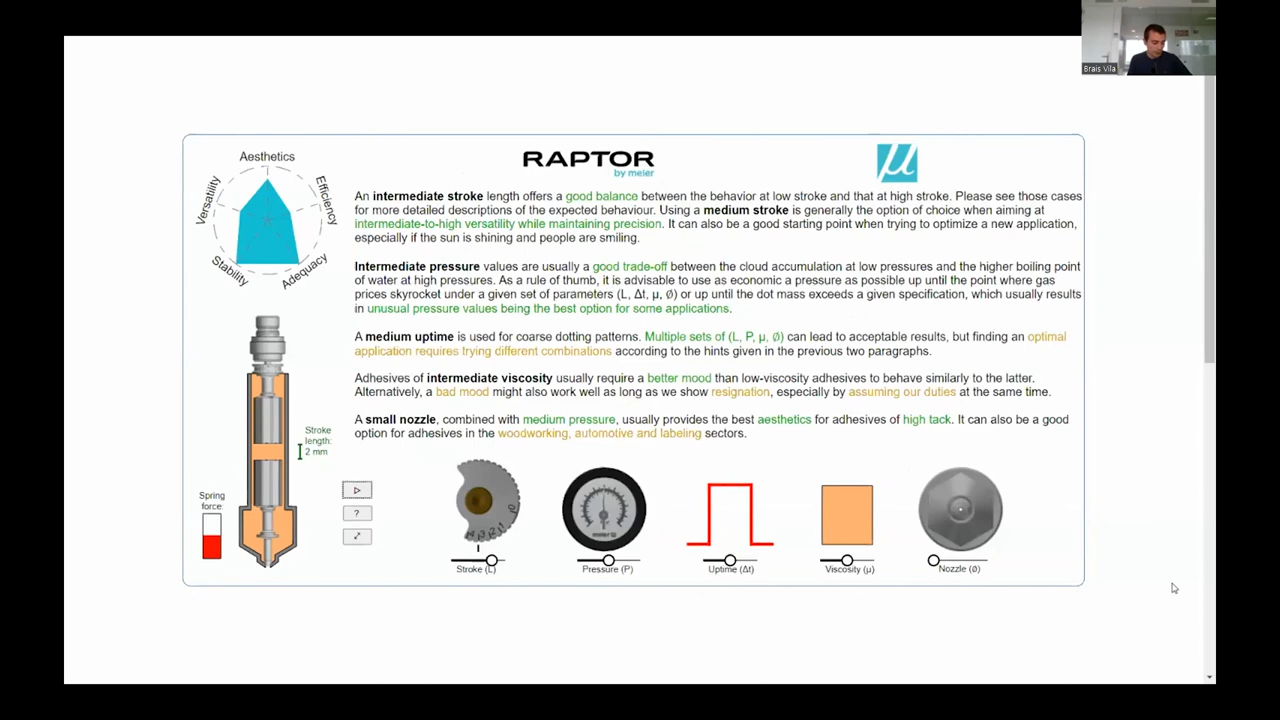 Brais Vila
Aesthetics
Versatility
Efficiency
Stability
Adequacy
RAPTOR
by meler
µ
An intermediate stroke length offers a good balance between the behavior at low stroke and that at high stroke. Please see those cases
for more detailed descriptions of the expected behaviour. Using a medium stroke is generally the option of choice when aiming at
intermediate-to-high versatility while maintaining precision. It can also be a good starting point when trying to optimize a new application,
especially if the sun is shining and people are smiling.
Intermediate pressure values are usually a good trade-off between the cloud accumulation at low pressures and the higher boiling point
of water at high pressures. As a rule of thumb, it is advisable to use as economic a pressure as possible up until the point where gas
prices skyrocket under a given set of parameters (L, Δt, µ, ∅) or up until the dot mass exceeds a given specification, which usually results
in unusual pressure values being the best option for some applications.
A medium uptime is used for coarse dotting patterns. Multiple sets of (L, P, µ, ∅) can lead to acceptable results, but finding an optimal
application requires trying different combinations according to the hints given in the previous two paragraphs.
Adhesives of intermediate viscosity usually require a better mood than low-viscosity adhesives to behave similarly to the latter.
Alternatively, a bad mood might also work well as long as we show resignation, especially by assuming our duties at the same time.
A small nozzle, combined with medium pressure, usually provides the best aesthetics for adhesives of high tack. It can also be a good
option for adhesives in the woodworking, automotive and labeling sectors.
Stroke
length:
2 mm
Spring
force:
?
Stroke (L)
Pressure (P)
Uptime (Δt)
Viscosity (µ)
Nozzle (∅)